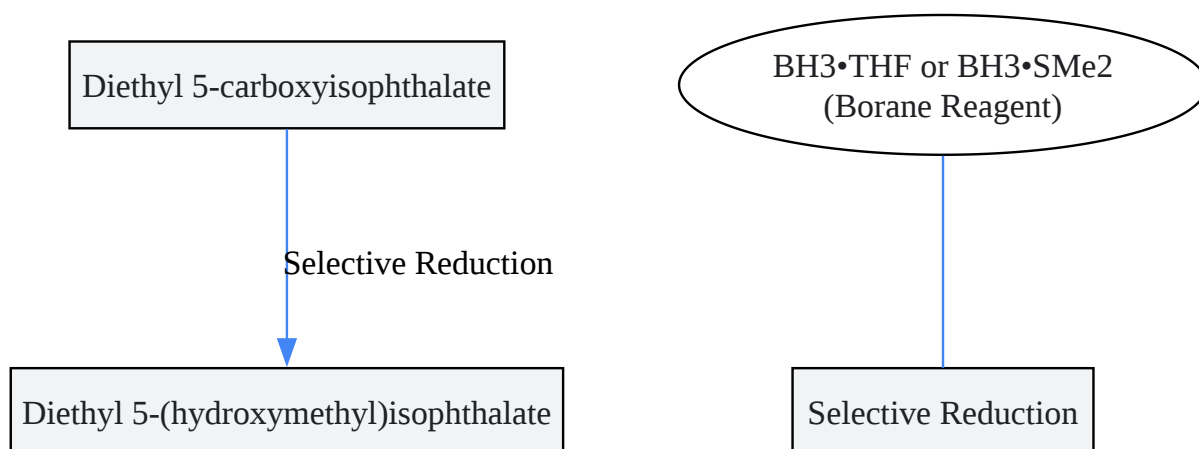 Diethyl 5-carboxyisophthalate
BH3•THF or BH3•SMe2
(Borane Reagent)
Selective Reduction
Diethyl 5-(hydroxymethyl)isophthalate
Selective Reduction